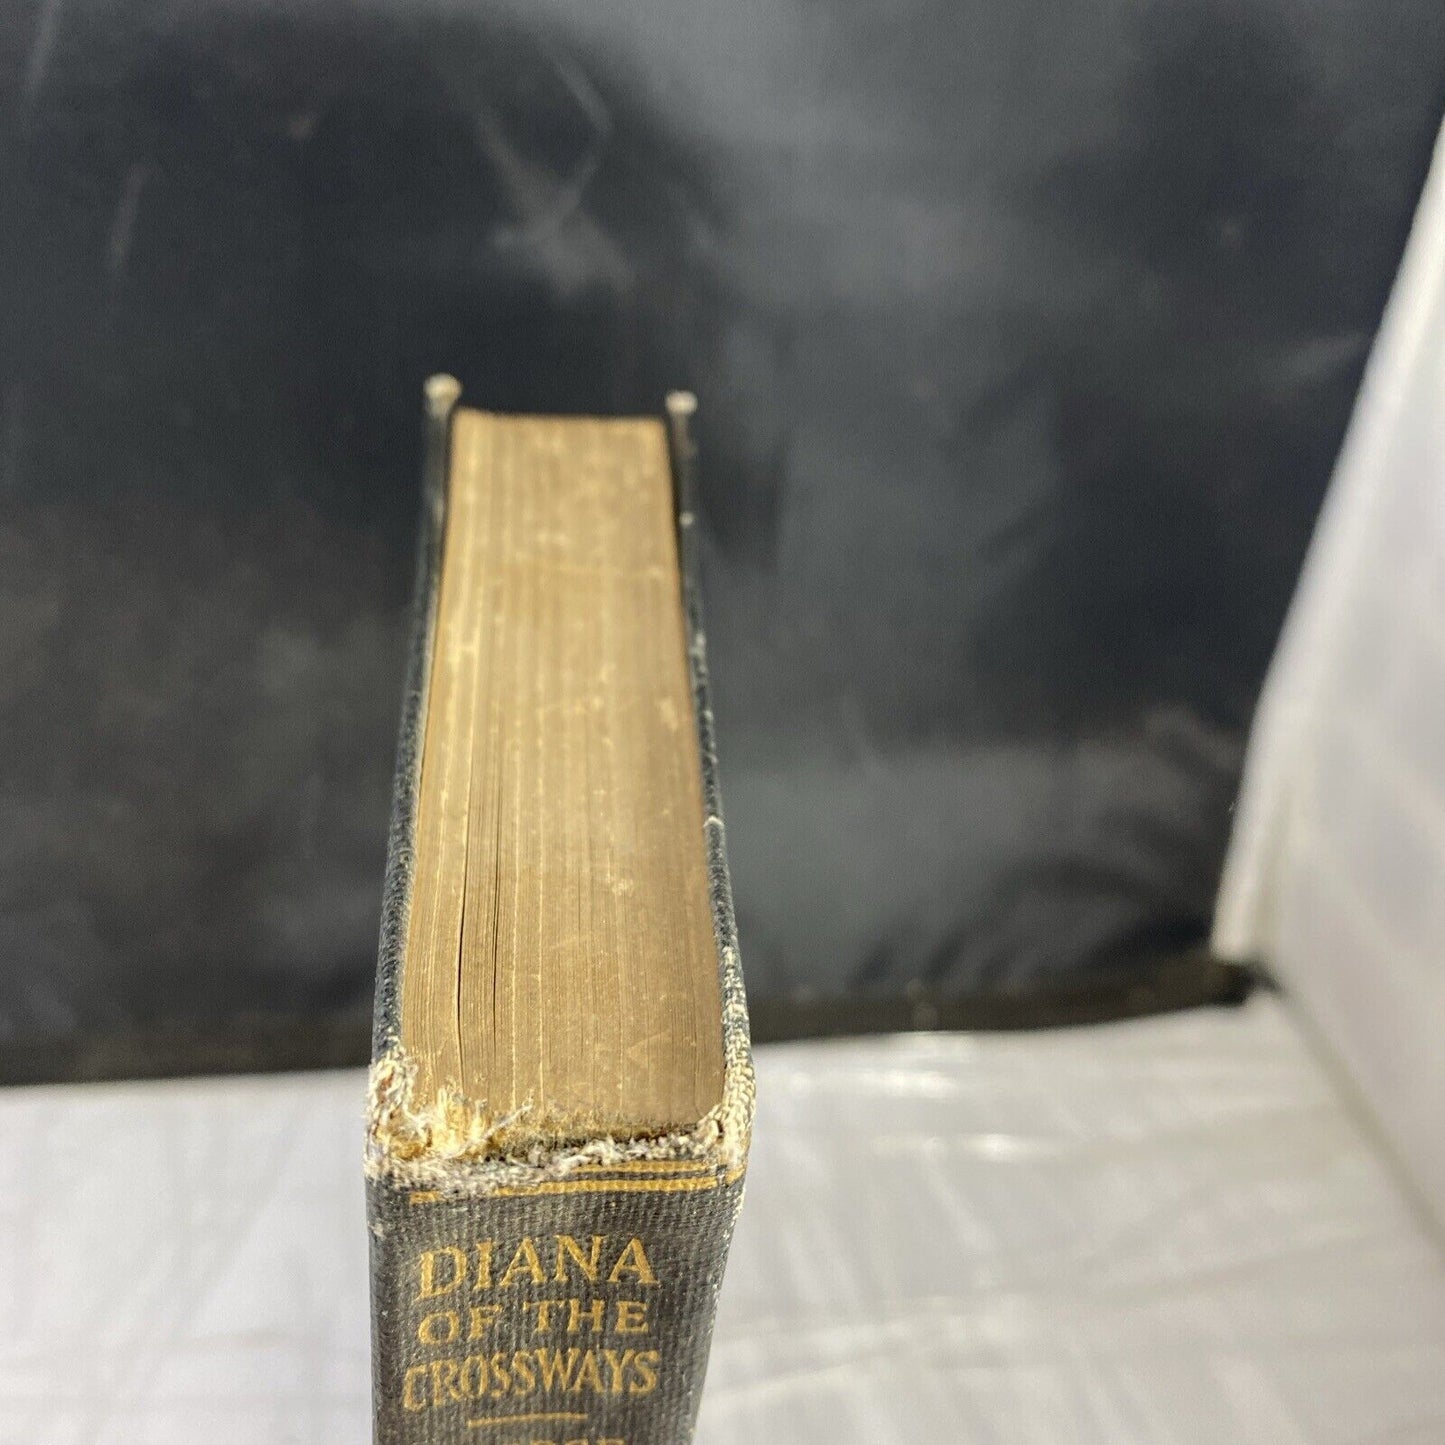 DIANA
OF THE
CROSSWAYS